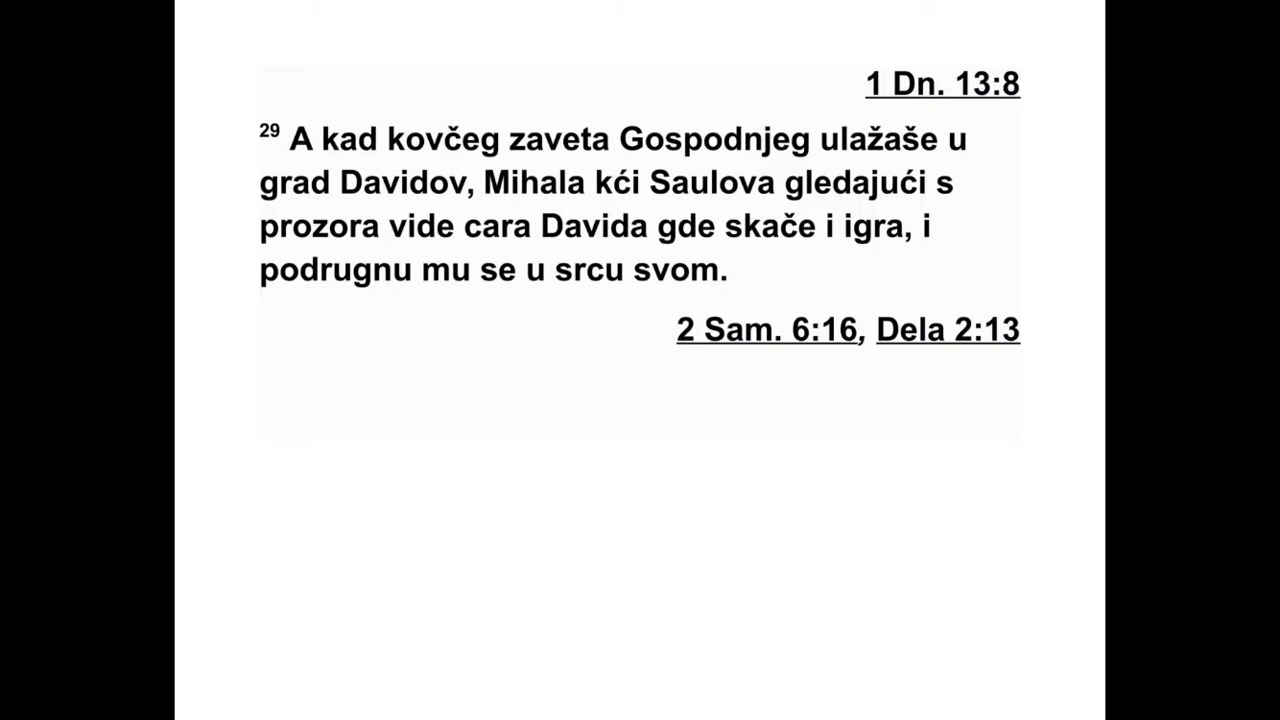 1 Dn. 13:8
29 A kad kovčeg zaveta Gospodnjeg ulažaše u
grad Davidov, Mihala kći Saulova gledajući s
prozora vide cara Davida gde skače i igra, i
podrugnu mu se u srcu svom.
2 Sam. 6:16, Dela 2:13